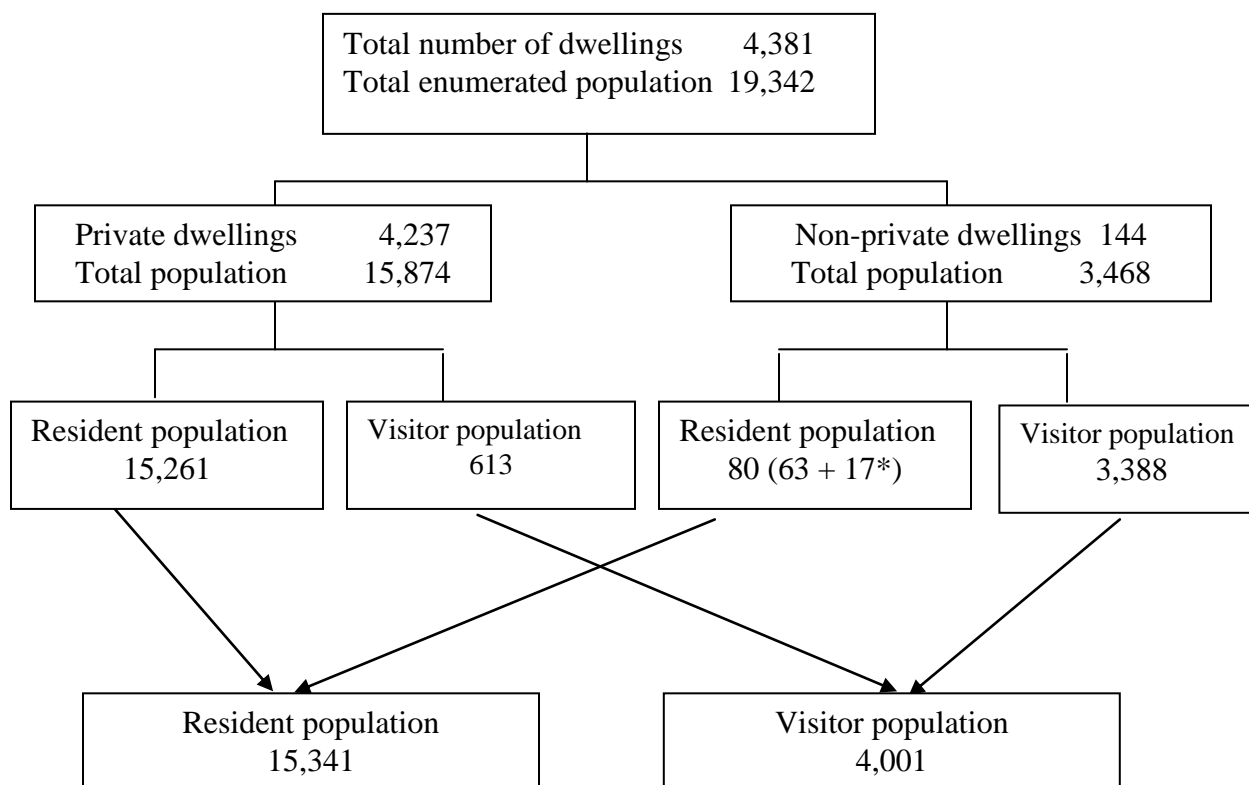 Total number of dwellings 4,381
Total enumerated population 19,342
Private dwellings 4,237
Total population 15,874
Non-private dwellings 144
Total population 3,468
Resident population
15,261
Visitor population
613
Resident population
80 (63 + 17*)
Visitor population
3,388
Resident population
15,341
Visitor population
4,001